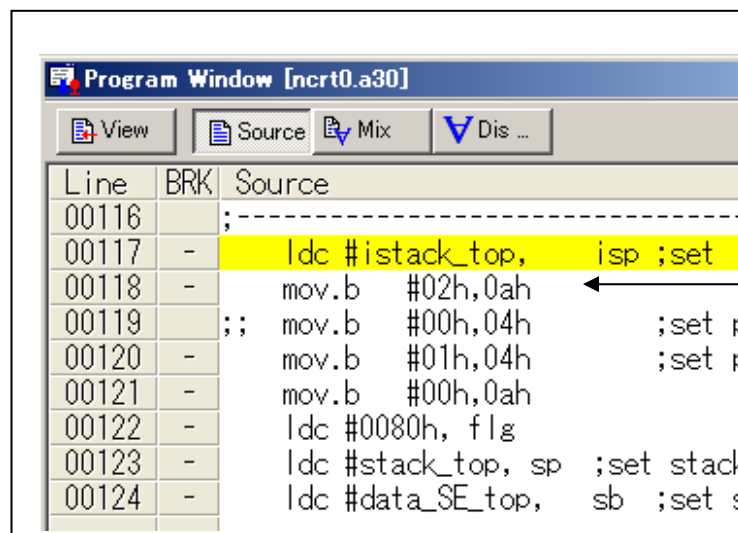 Program Window [ncrt0.a30]
View Source Mix Dis ...
Line BRK Source
00116 ;---------------------------------
00117 - ldc #istack_top, isp ;set
00118 - mov.b #02h,0ah
00119 ;; mov.b #00h,04h ;set p
00120 - mov.b #01h,04h ;set p
00121 - mov.b #00h,0ah
00122 - ldc #0080h, flg
00123 - ldc #stack_top, sp ;set stack
00124 - ldc #data_SE_top, sb ;set s